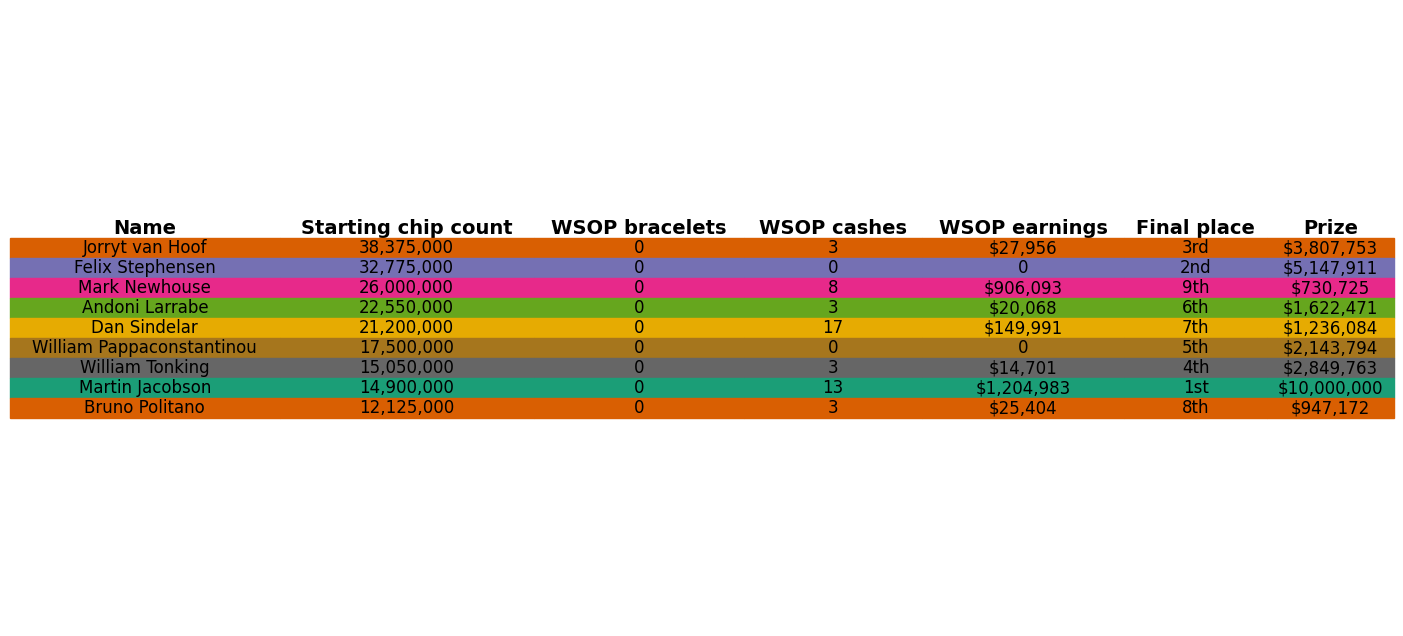 Name Starting chip count WSOP bracelets WSOP cashes WSOP earnings Final place Prize
Jorryt van Hoof 38,375,000 0 3 $27,956 3rd $3,807,753
Felix Stephensen 32,775,000 0 0 0 2nd $5,147,911
Mark Newhouse 26,000,000 0 8 $906,093 9th $730,725
Andoni Larrabe 22,550,000 0 3 $20,068 6th $1,622,471
Dan Sindelar 21,200,000 0 17 $149,991 7th $1,236,084
William Pappaconstantinou 17,500,000 0 0 0 5th $2,143,794
William Tonking 15,050,000 0 3 $14,701 4th $2,849,763
Martin Jacobson 14,900,000 0 13 $1,204,983 1st $10,000,000
Bruno Politano 12,125,000 0 3 $25,404 8th $947,172